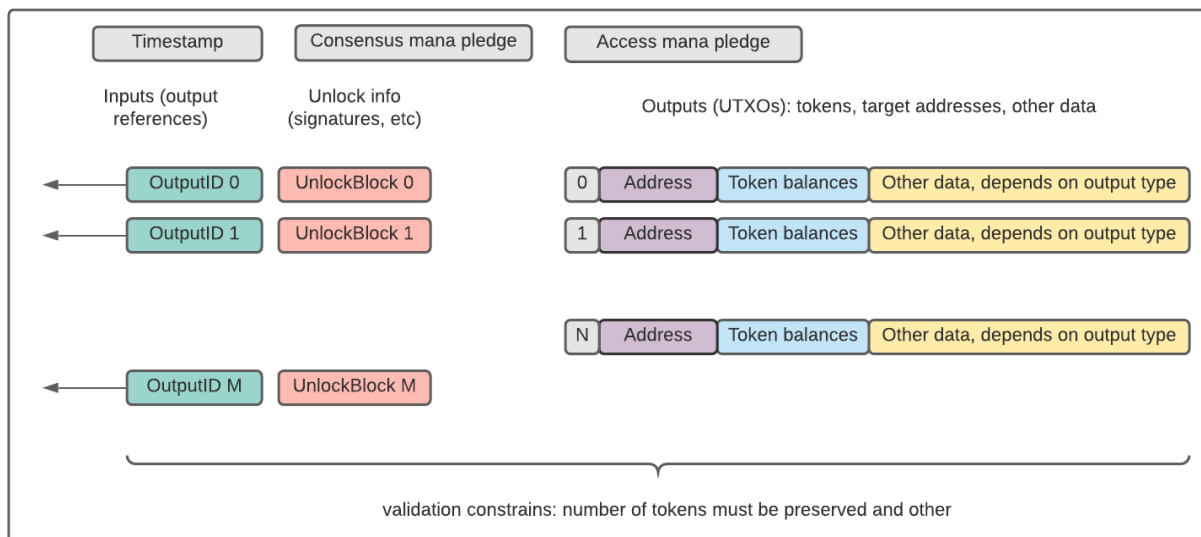 Timestamp
Consensus mana pledge
Access mana pledge
Inputs (output
references)
Unlock info
(signatures, etc)
Outputs (UTXOs): tokens, target addresses, other data
OutputID 0
UnlockBlock 0
0
Address
Token balances
Other data, depends on output type
OutputID 1
UnlockBlock 1
1
Address
Token balances
Other data, depends on output type
N
Address
Token balances
Other data, depends on output type
OutputID M
UnlockBlock M
validation constrains: number of tokens must be preserved and other